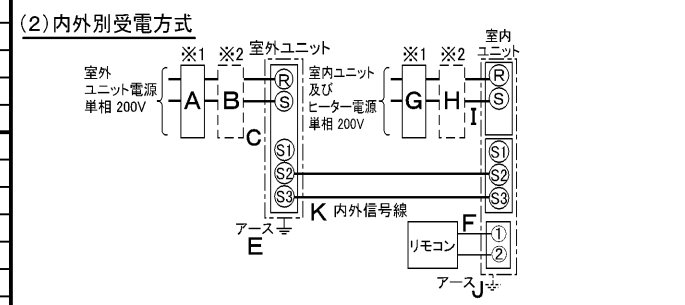 (2)内外別受電方式
※1 ※2 室外ユニット
室外
ユニット電源
単相 200V
A B
R
S
C
S1
S2
S3
アース
E
※1 ※2 室内
ユニット
室内ユニット
及び
ヒーター電源
単相 200V
G H
R
S
I
S1
S2
S3
K 内外信号線
F
リモコン
①
②
アース J